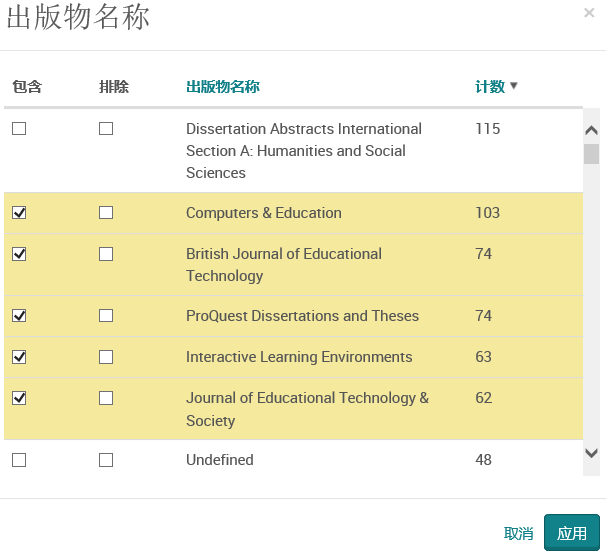 出版物名称
×
包含 排除 出版物名称 计数 ▼
Dissertation Abstracts International 115
Section A: Humanities and Social
Sciences
Computers & Education 103
British Journal of Educational 74
Technology
ProQuest Dissertations and Theses 74
Interactive Learning Environments 63
Journal of Educational Technology & 62
Society
Undefined 48
取消 应用